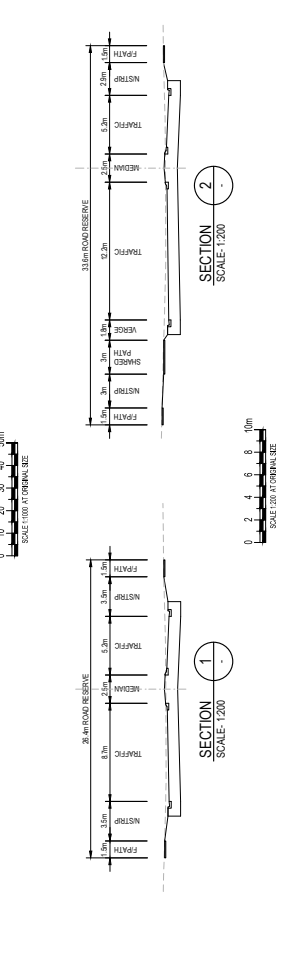 33.6m ROAD RESERVE
1.5m
3m
3m
1.8m
12.2m
2.5m
5.2m
2.9m
1.5m
F/PATH
N/STRIP
SHARED
PATH
VERGE
TRAFFIC
MEDIAN
TRAFFIC
N/STRIP
F/PATH
2
-
SECTION
SCALE- 1:200
0 10 20 30 40 50m
SCALE 1:1000 AT ORIGINAL SIZE
0 2 4 6 8 10m
SCALE 1:200 AT ORIGINAL SIZE
26.4m ROAD RESERVE
1.5m
3.5m
8.7m
2.5m
5.2m
3.5m
1.5m
F/PATH
N/STRIP
TRAFFIC
MEDIAN
TRAFFIC
N/STRIP
F/PATH
1
-
SECTION
SCALE- 1:200